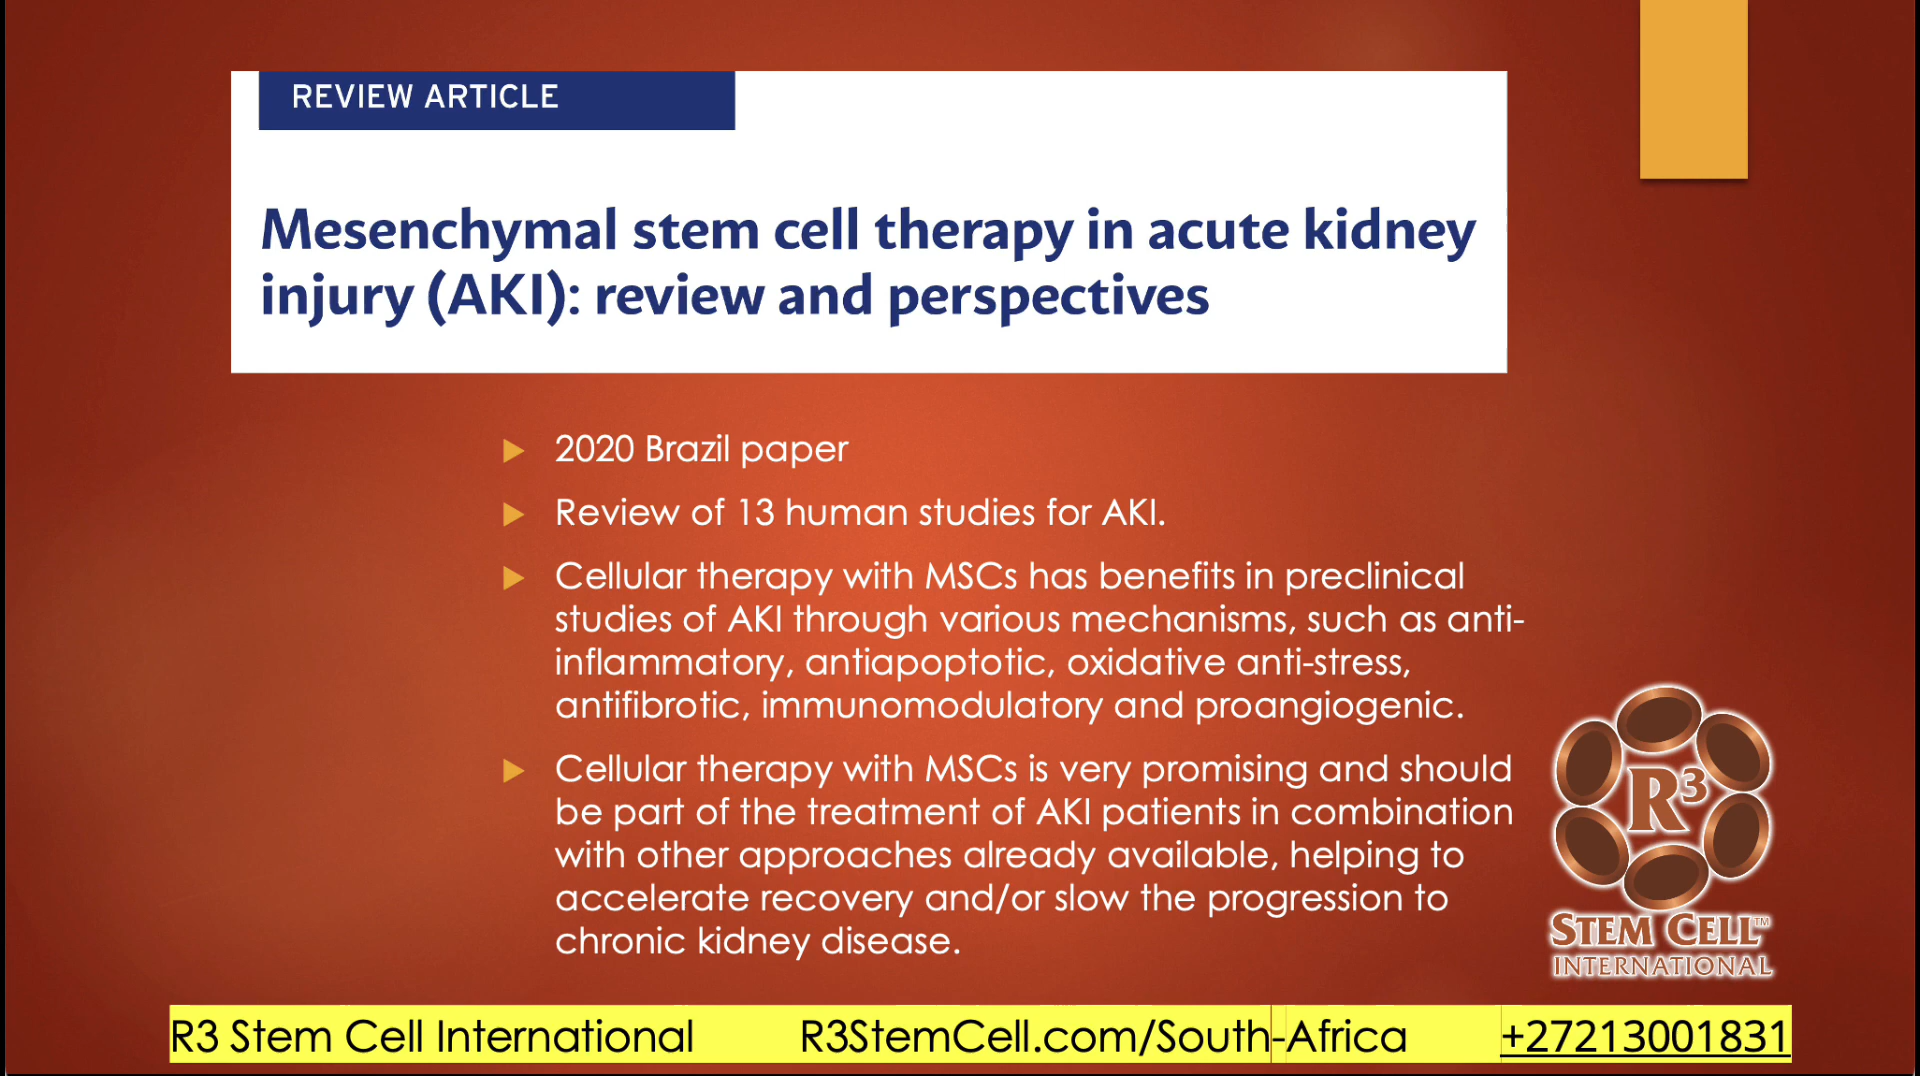 REVIEW ARTICLE
Mesenchymal stem cell therapy in acute kidney
injury (AKI): review and perspectives
2020 Brazil paper
Review of 13 human studies for AKI.
Cellular therapy with MSCs has benefits in preclinical
studies of AKI through various mechanisms, such as anti-
inflammatory, antiapoptotic, oxidative anti-stress,
antifibrotic, immunomodulatory and proangiogenic.
Cellular therapy with MSCs is very promising and should
be part of the treatment of AKI patients in combination
with other approaches already available, helping to
accelerate recovery and/or slow the progression to
chronic kidney disease.
R3
STEM CELL™
INTERNATIONAL
R3 Stem Cell International R3StemCell.com/South-Africa +27213001831